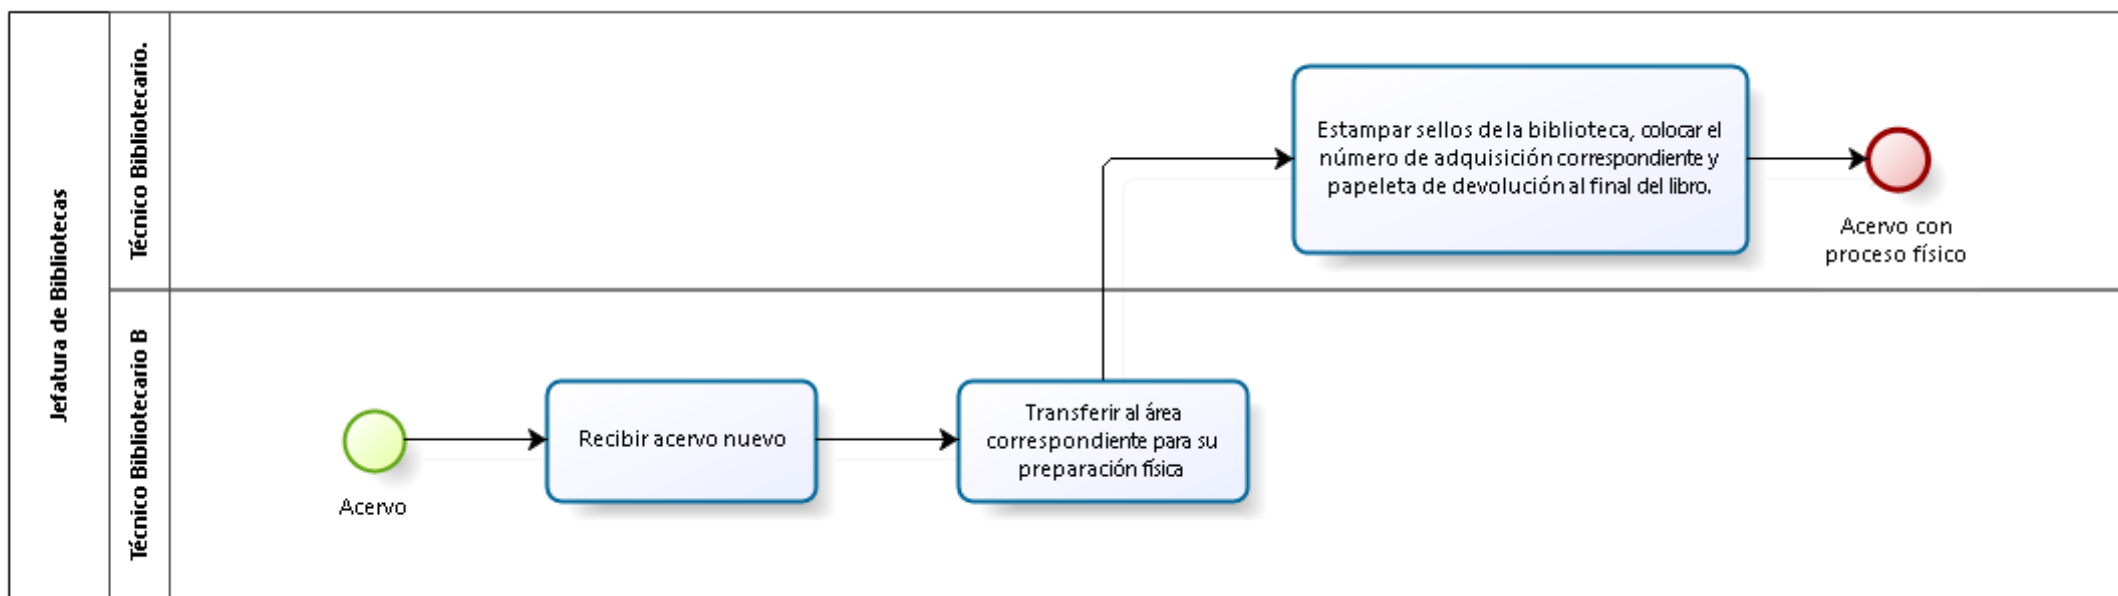 Jefatura de Bibliotecas
Técnico Bibliotecario.
Estampar sellos de la biblioteca, colocar el
número de adquisición correspondiente y
papeleta de devolución al final del libro.
Acervo con
proceso físico
Técnico Bibliotecario B
Acervo
Recibir acervo nuevo
Transferir al área
correspondiente para su
preparación física